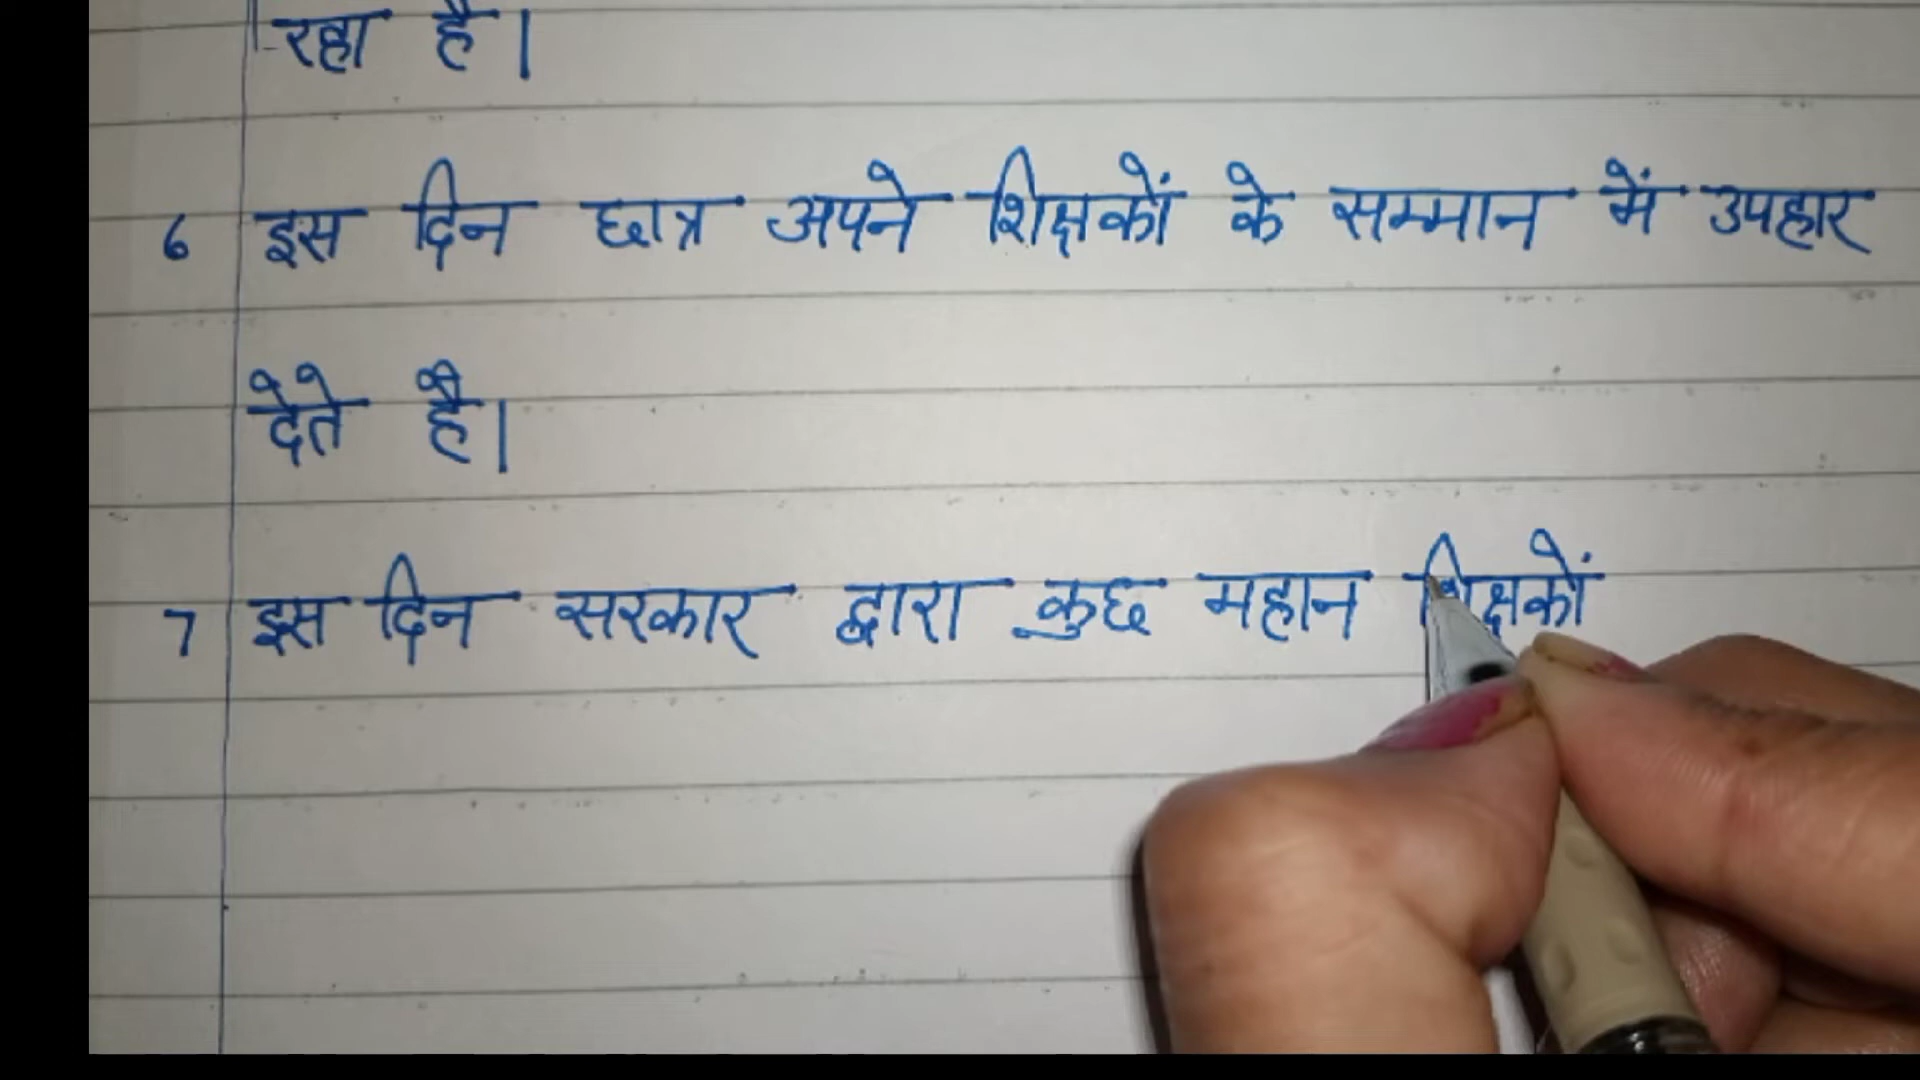 रहा है।
6 इस दिन छात्र अपने शिक्षकों के सम्मान में उपहार
देते है।
7 इस दिन सरकार द्वारा कुछ महान शिक्षकों